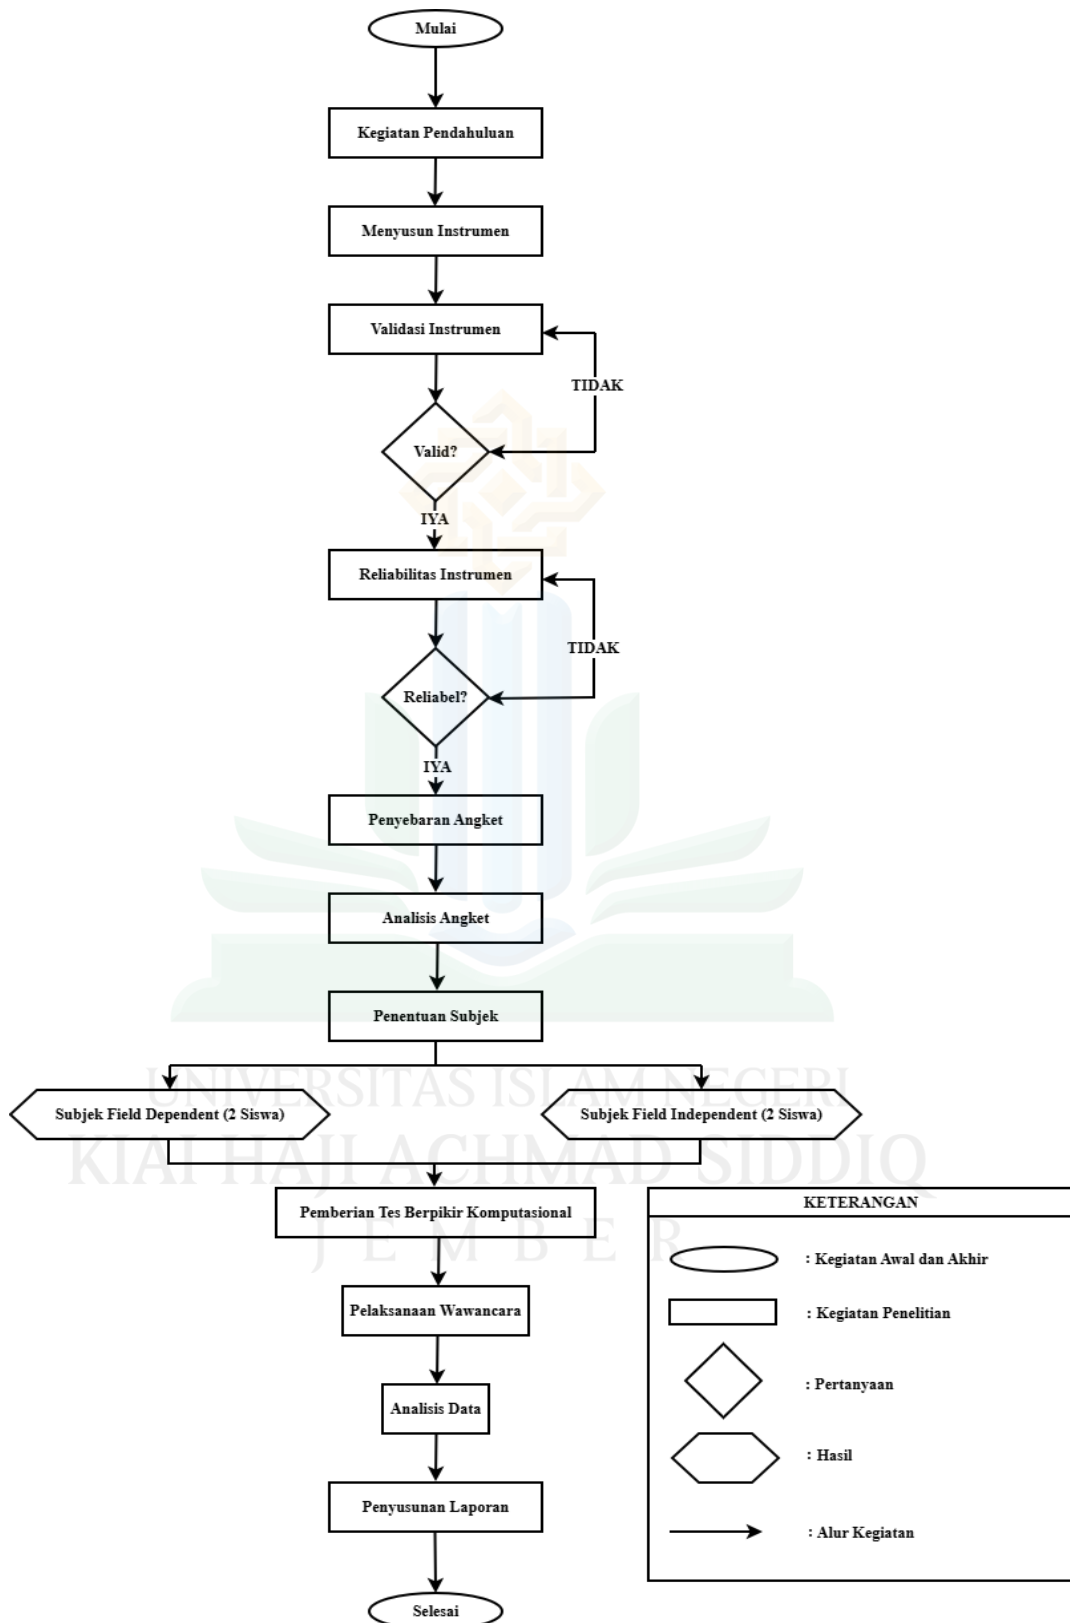 Mulai
Kegiatan Pendahuluan
Menyusun Instrumen
Validasi Instrumen
TIDAK
Valid?
IYA
Reliabilitas Instrumen
TIDAK
Reliabel?
IYA
Penyebaran Angket
Analisis Angket
Penentuan Subjek
UNIVERSITAS ISLAM NEGERI
Subjek Field Dependent (2 Siswa)
Subjek Field Independent (2 Siswa)
KIAI HAJI ACHMAD SIDDIQ
Pemberian Tes Berpikir Komputasional
JEMBER
Pelaksanaan Wawancara
Analisis Data
Penyusunan Laporan
Selesai
KETERANGAN
: Kegiatan Awal dan Akhir
: Kegiatan Penelitian
: Pertanyaan
: Hasil
: Alur Kegiatan